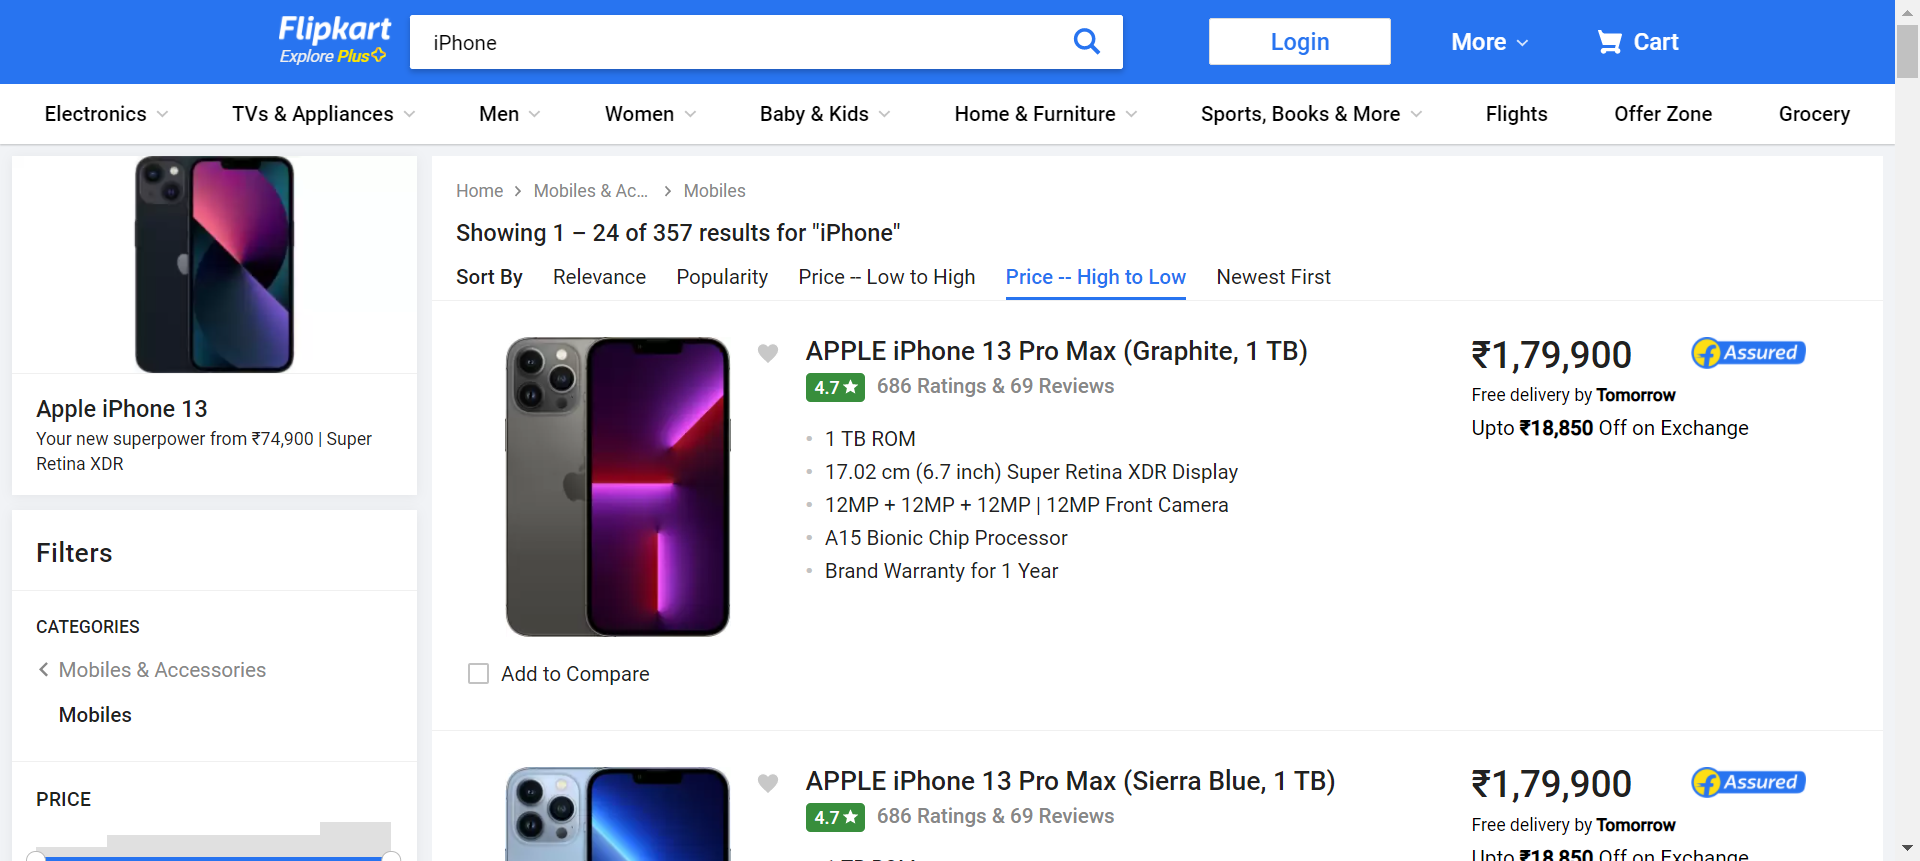 Flipkart
Explore Plus
iPhone
Login
More
Cart
Electronics
TVs & Appliances
Men
Women
Baby & Kids
Home & Furniture
Sports, Books & More
Flights
Offer Zone
Grocery
Apple iPhone 13
Your new superpower from ₹74,900 | Super
Retina XDR
Filters
CATEGORIES
Mobiles & Accessories
Mobiles
PRICE
Home
Mobiles & Ac...
Mobiles
Showing 1 – 24 of 357 results for "iPhone"
Sort By
Relevance
Popularity
Price -- Low to High
Price -- High to Low
Newest First
APPLE iPhone 13 Pro Max (Graphite, 1 TB)
4.7★ 686 Ratings & 69 Reviews
1 TB ROM
17.02 cm (6.7 inch) Super Retina XDR Display
12MP + 12MP + 12MP | 12MP Front Camera
A15 Bionic Chip Processor
Brand Warranty for 1 Year
₹1,79,900
f Assured
Free delivery by Tomorrow
Upto ₹18,850 Off on Exchange
Add to Compare
APPLE iPhone 13 Pro Max (Sierra Blue, 1 TB)
4.7★ 686 Ratings & 69 Reviews
1 TB ROM
₹1,79,900
f Assured
Free delivery by Tomorrow
Upto ₹18,850 Off on Exchange